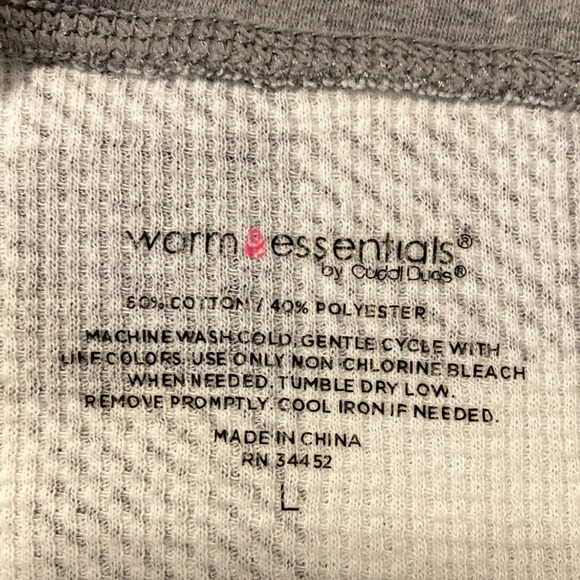 warm essentials®
by Cuddl Duds®
60% COTTON / 40% POLYESTER
MACHINE WASH COLD, GENTLE CYCLE WITH
LIKE COLORS. USE ONLY NON CHLORINE BLEACH
WHEN NEEDED. TUMBLE DRY LOW.
REMOVE PROMPTLY. COOL IRON IF NEEDED.
MADE IN CHINA
RN 34452
L